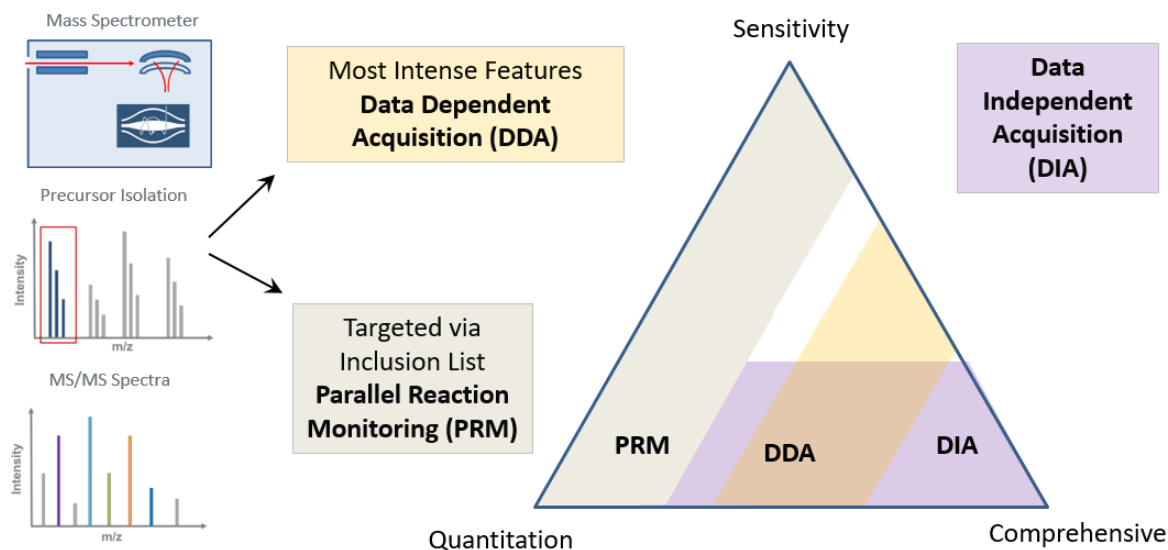 Mass Spectrometer
Precursor Isolation
Intensity
m/z
MS/MS Spectra
Intensity
m/z
Most Intense Features
Data Dependent
Acquisition (DDA)
Targeted via
Inclusion List
Parallel Reaction
Monitoring (PRM)
Sensitivity
Data
Independent
Acquisition
(DIA)
PRM
DDA
DIA
Quantitation
Comprehensive